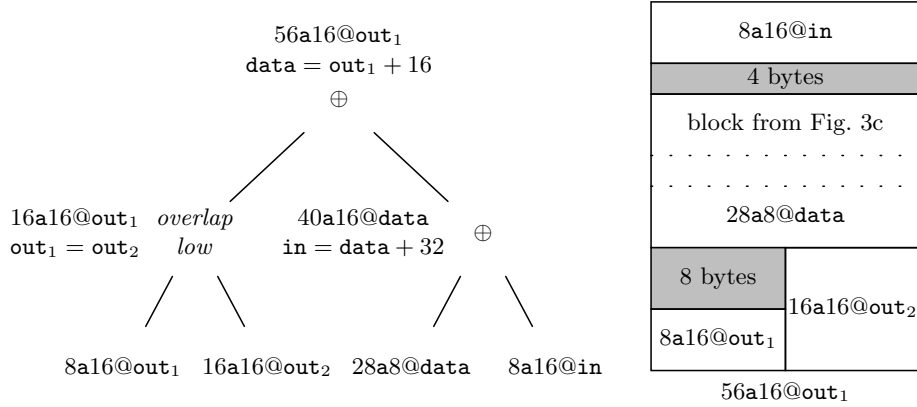 56a16@out₁
data = out₁ + 16
⊕
16a16@out₁ overlap
out₁ = out₂ low
40a16@data
in = data + 32 ⊕
8a16@out₁ 16a16@out₂ 28a8@data 8a16@in
8a16@in
4 bytes
block from Fig. 3c
28a8@data
8 bytes
16a16@out₂
8a16@out₁
56a16@out₁